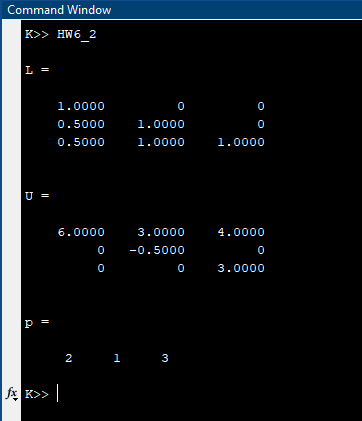 Command Window
K>> HW6_2
L =
1.0000 0 0
0.5000 1.0000 0
0.5000 1.0000 1.0000
U =
6.0000 3.0000 4.0000
0 -0.5000 0
0 0 3.0000
p =
2 1 3
fx K>>